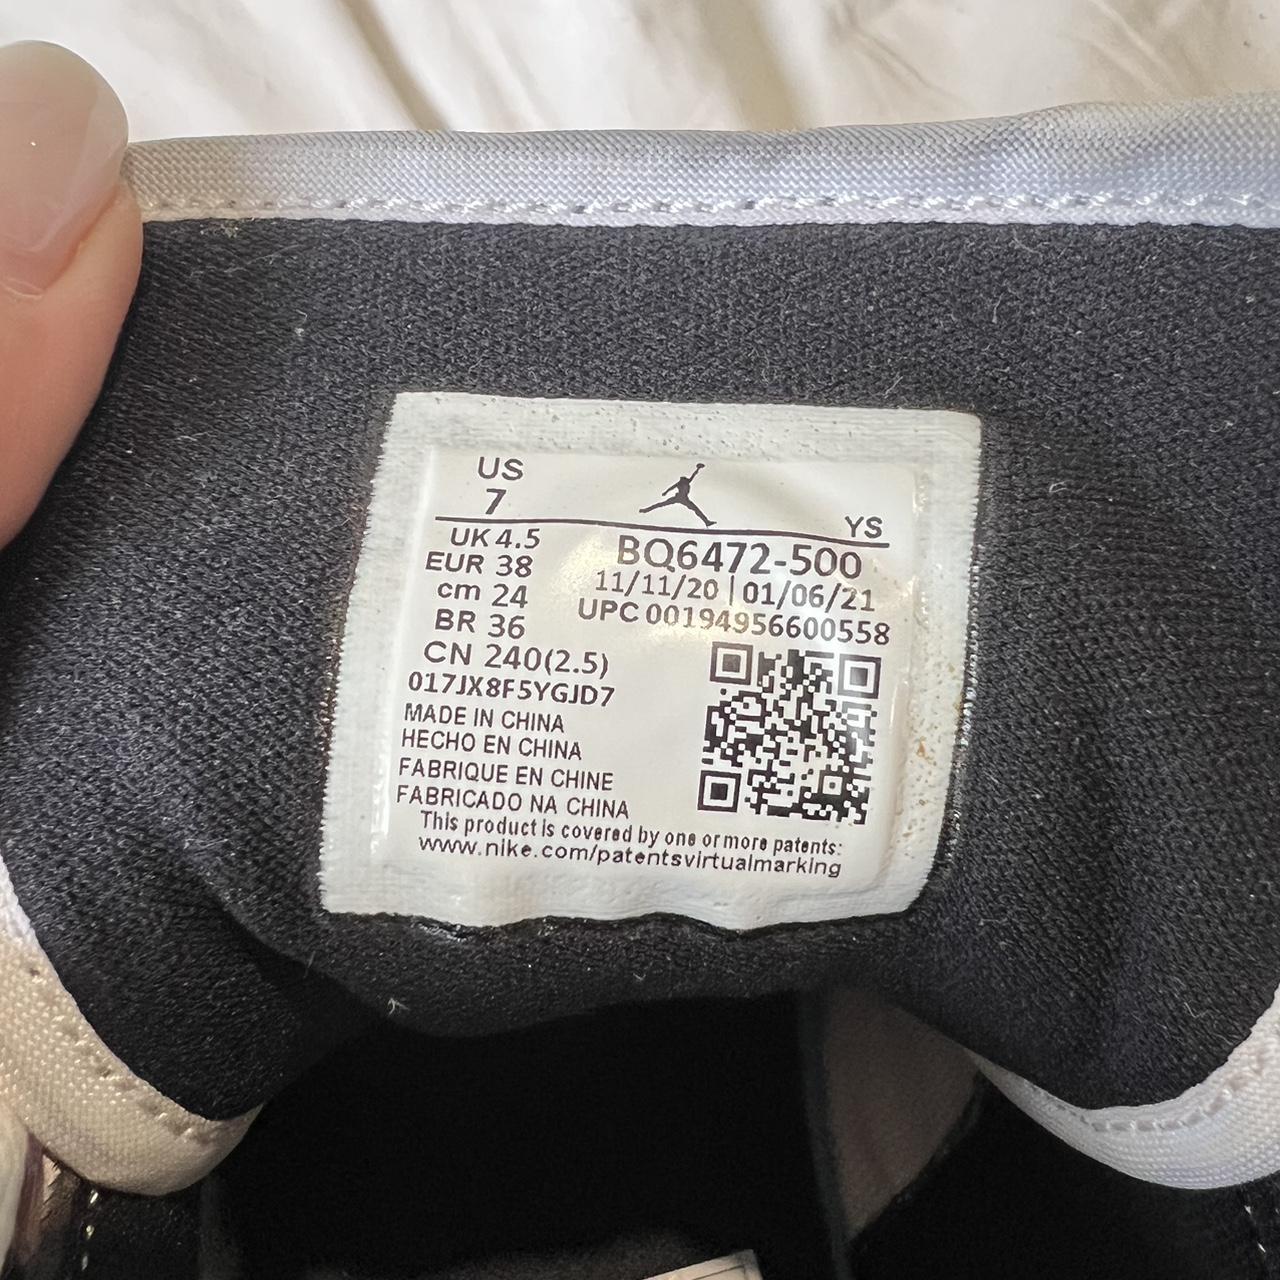 US
7
YS
UK 4.5
EUR 38
cm 24
BR 36
CN 240(2.5)
BQ6472-500
11/11/20 | 01/06/21
UPC 00194956600558
017JX8F5YGJD7
MADE IN CHINA
HECHO EN CHINA
FABRIQUE EN CHINE
FABRICADO NA CHINA
This product is covered by one or more patents:
www.nike.com/patentsvirtualmarking